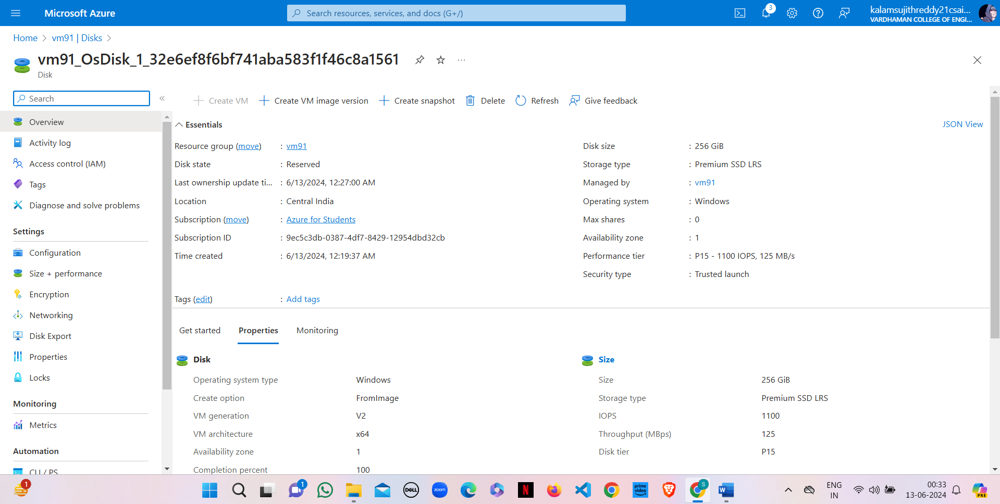 Microsoft Azure
Search resources, services, and docs (G+/)
3
kalamsujithreddy21csai...
VARDHAMAN COLLEGE OF ENGI...
Home > vm91 | Disks >
vm91_OsDisk_1_32e6ef8f6bf741aba583f1f46c8a1561
Disk
Search
Create VM
Create VM image version
Create snapshot
Delete
Refresh
Give feedback
Overview
Activity log
Access control (IAM)
Tags
Diagnose and solve problems
Settings
Configuration
Size + performance
Encryption
Networking
Disk Export
Properties
Locks
Monitoring
Metrics
Automation
CLI / PS
Essentials
JSON View
Resource group (move) : vm91
Disk state : Reserved
Last ownership update ti... : 6/13/2024, 12:27:00 AM
Location : Central India
Subscription (move) : Azure for Students
Subscription ID : 9ec5c3db-0387-4df7-8429-12954dbd32cb
Time created : 6/13/2024, 12:19:37 AM
Disk size : 256 GiB
Storage type : Premium SSD LRS
Managed by : vm91
Operating system : Windows
Max shares : 0
Availability zone : 1
Performance tier : P15 - 1100 IOPS, 125 MB/s
Security type : Trusted launch
Tags (edit) : Add tags
Get started
Properties
Monitoring
Disk
Operating system type Windows
Create option FromImage
VM generation V2
VM architecture x64
Availability zone 1
Completion percent 100
Size
Size 256 GiB
Storage type Premium SSD LRS
IOPS 1100
Throughput (MBps) 125
Disk tier P15
1
1
DELL
zoom
N
prime video
S
W
ENG
IN
00:33
13-06-2024
PRE